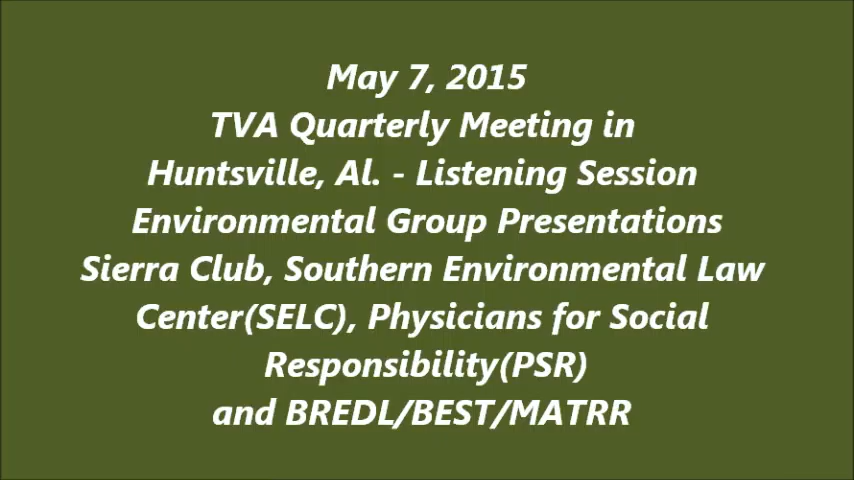 May 7, 2015
TVA Quarterly Meeting in
Huntsville, Al. - Listening Session
Environmental Group Presentations
Sierra Club, Southern Environmental Law
Center(SELC), Physicians for Social
Responsibility(PSR)
and BREDL/BEST/MATRR